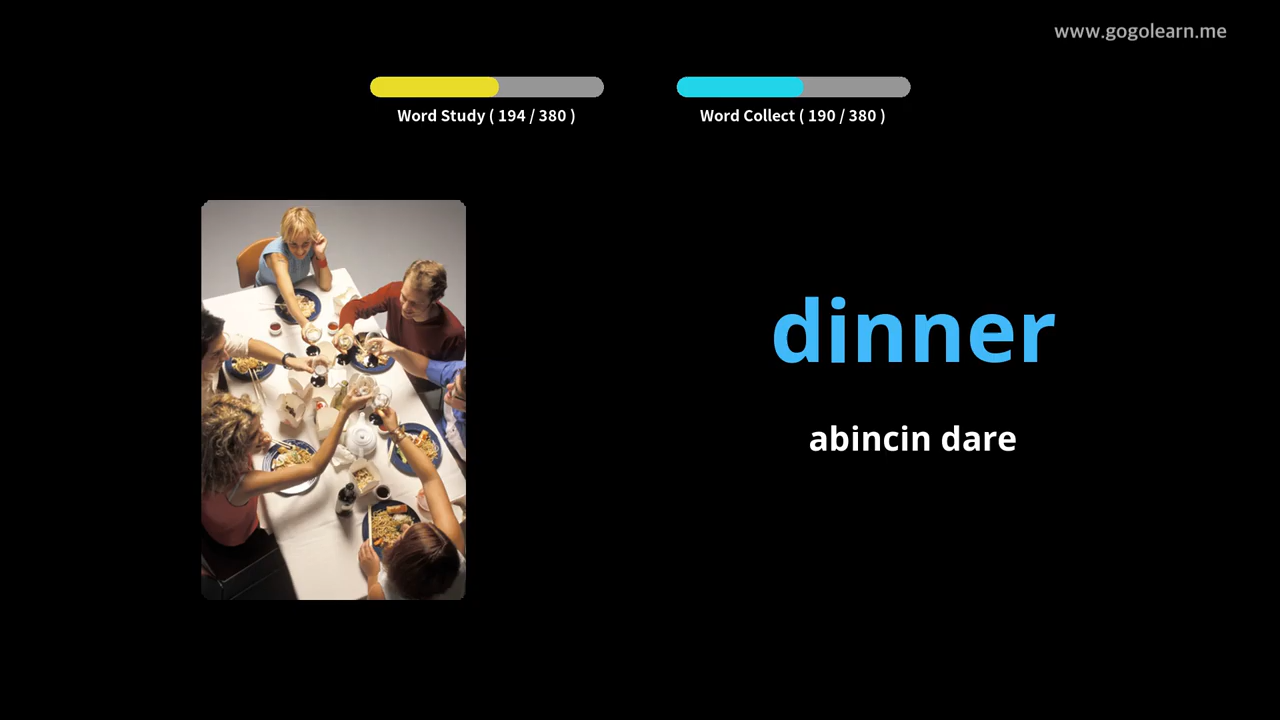 www.gogolearn.me
Word Study ( 194 / 380 )
Word Collect ( 190 / 380 )
dinner
abincin dare